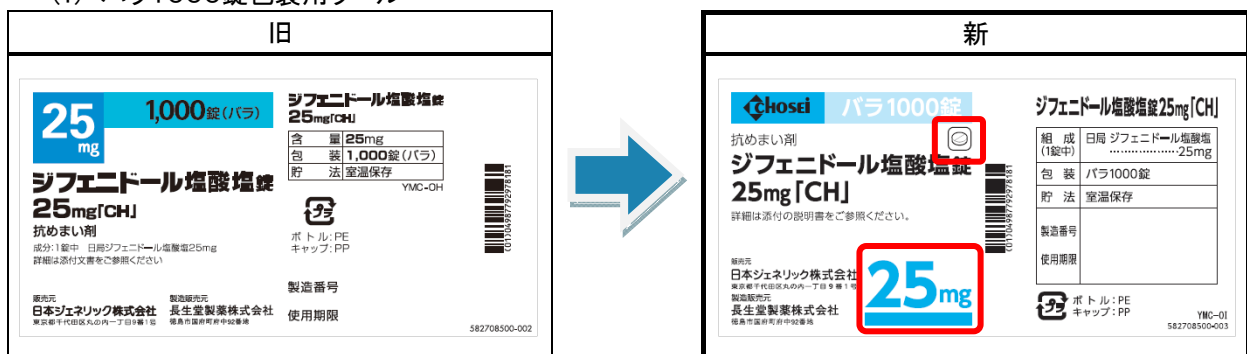 旧
新
25
mg
1,000錠(バラ)
ジフェニドール塩酸塩錠
25mg「CH」
抗めまい剤
成分:1錠中 日局ジフェニドール塩酸塩25mg
詳細は添付文書をご参照ください
販売元
日本ジェネリック株式会社
東京都千代田区丸の内一丁目9番1号
製造販売元
長生堂製薬株式会社
徳島市国府町府中92番地
ジフェニドール塩酸塩錠
25mg「CH」
含 量 25mg
包 装 1,000錠(バラ)
貯 法 室温保存
YMC-OH
プラ
ボトル:PE
キャップ:PP
製造番号
使用期限
(01)04987792978181
582708500-002
Chosei バラ1000錠
抗めまい剤
ジフェニドール塩酸塩錠
25mg「CH」
詳細は添付の説明書をご参照ください。
販売元
日本ジェネリック株式会社
東京都千代田区丸の内一丁目9番1号
製造販売元
長生堂製薬株式会社
徳島市国府町府中92番地
25mg
(01)04987792978181
ジフェニドール塩酸塩錠25mg「CH」
組 成 日局 ジフェニドール塩酸塩
(1錠中) ………………25mg
包 装 バラ1000錠
貯 法 室温保存
製造番号
使用期限
プラ
ボトル:PE
キャップ:PP
YMC-OI
582708500-003